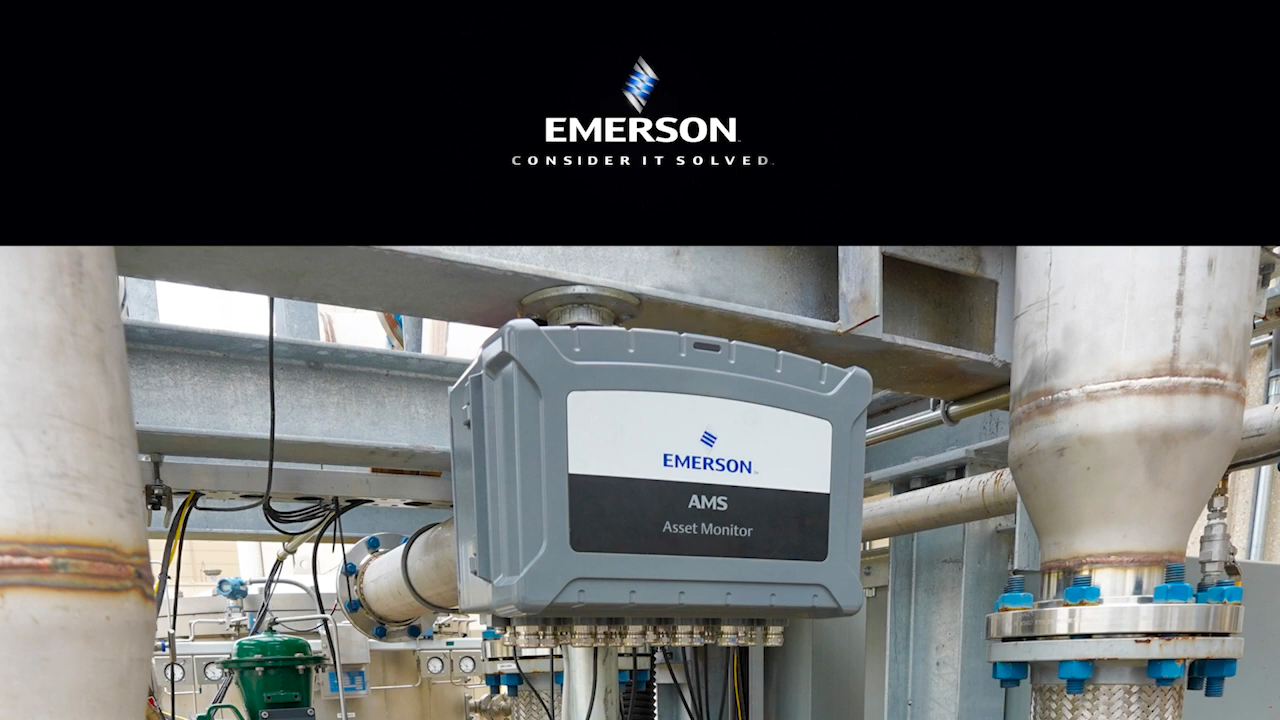 EMERSON
CONSIDER IT SOLVED.
EMERSON
AMS
Asset Monitor